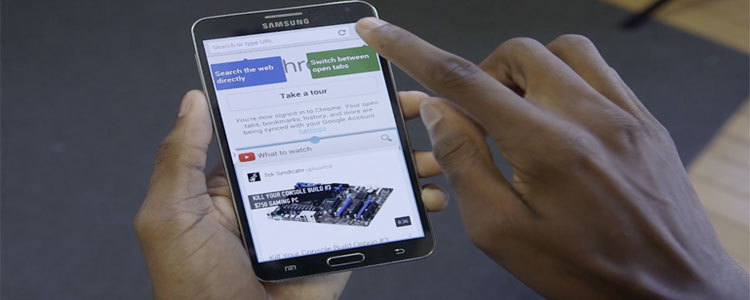 SAMSUNG
Search or type URL
hro
Search the web
directly
Switch between
open tabs
Take a tour
You're now signed in to Chrome. Your open
tabs, bookmarks, history, and more are
being synced with your Google Account.
Settings
What to watch
Tek Syndicate uploaded
KILL YOUR CONSOLE BUILD #3
$750 GAMING PC
8:36
Kill Your Console Build Option #3